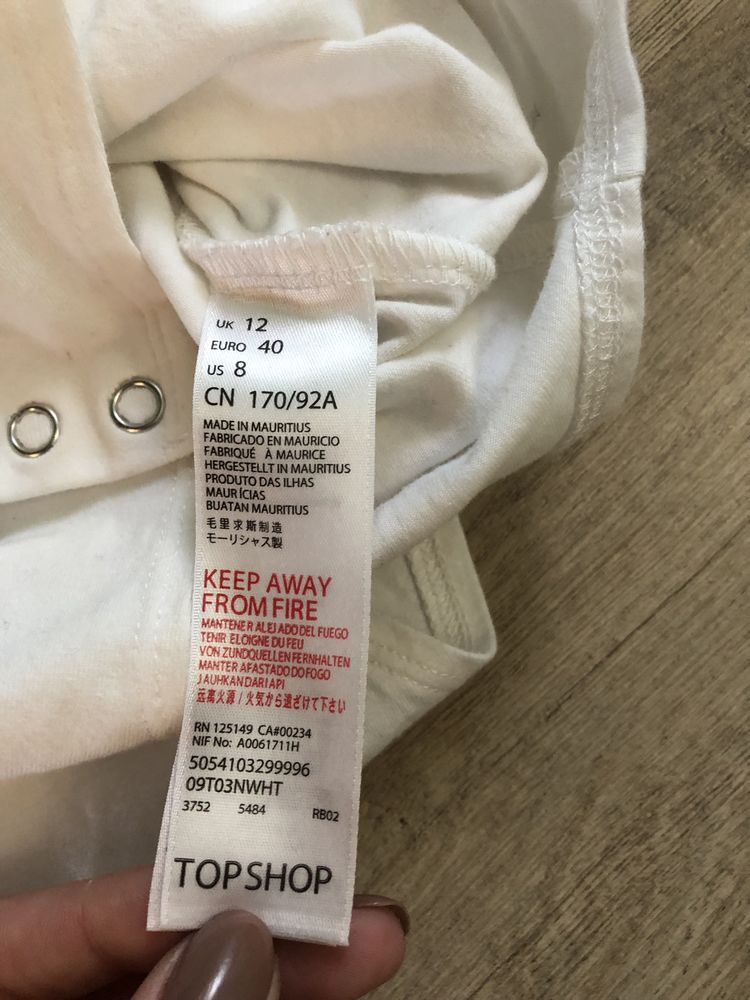 UK 12
EURO 40
US 8
CN 170/92A
MADE IN MAURITIUS
FABRICADO EN MAURICIO
FABRIQUÉ À MAURICE
HERGESTELLT IN MAURITIUS
PRODUTO DAS ILHAS
MAURÍCIAS
BUATAN MAURITIUS
毛里求斯制造
モーリシャス製
KEEP AWAY
FROM FIRE
MANTENER ALEJADO DEL FUEGO
TENIR ELOIGNE DU FEU
VON ZUNDQUELLEN FERNHALTEN
MANTER AFASTADO DO FOGO
JAUHKAN DARI API
远离火源 / 火気から遠ざけて下さい
RN 125149 CA#00234
NIF No: A0061711H
5054103299996
09T03NWHT
3752 5484 RB02
TOPSHOP